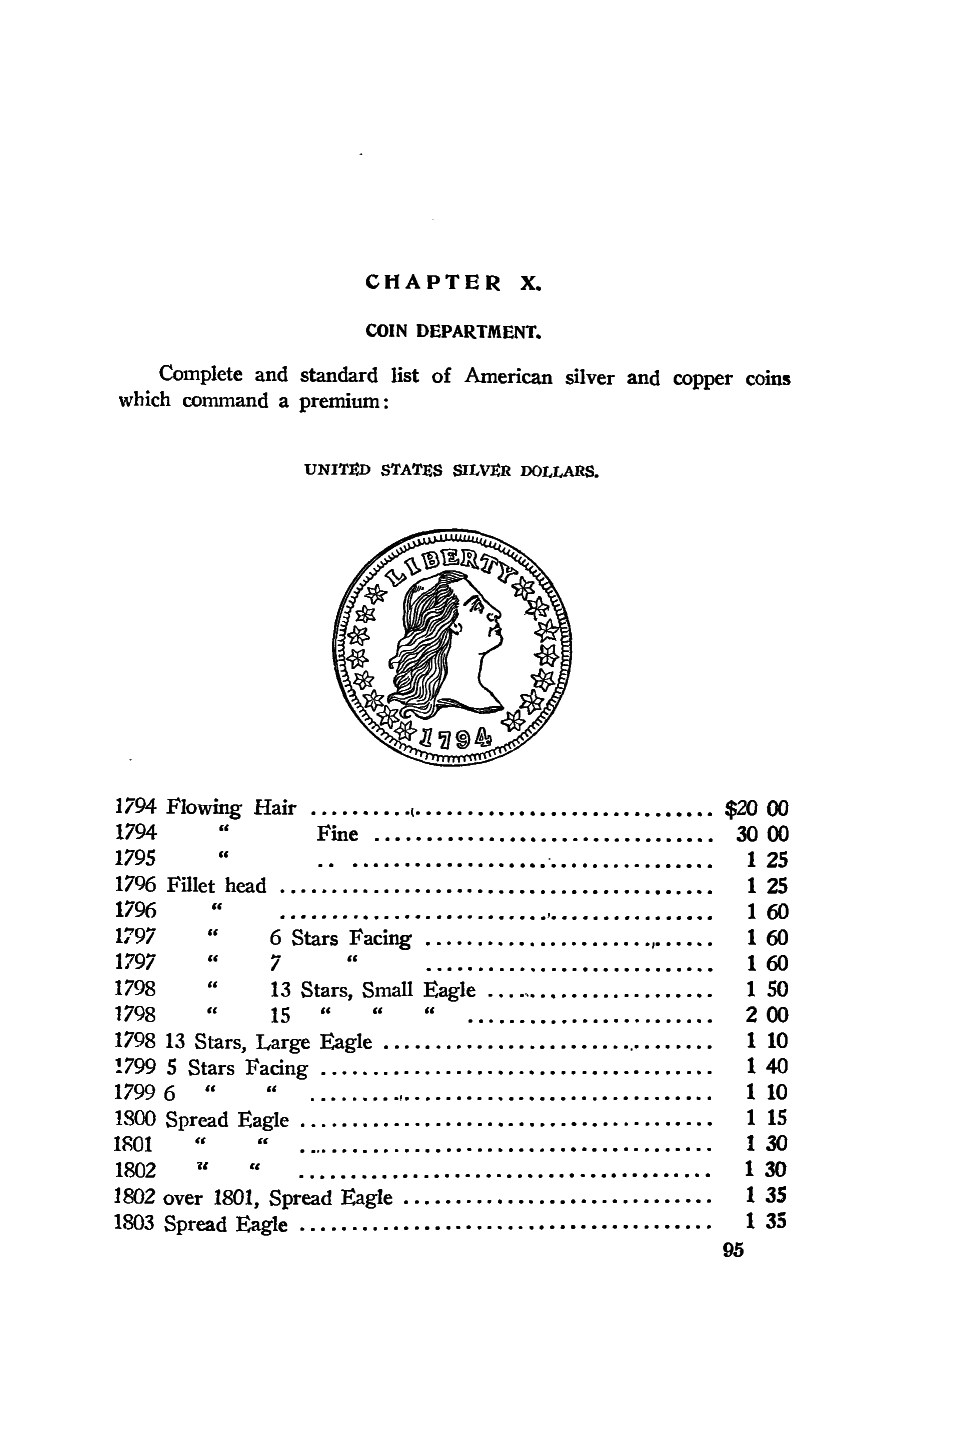 CHAPTER X.
COIN DEPARTMENT.
Complete and standard list of American silver and copper coins
which command a premium:
UNITED STATES SILVER DOLLARS.
LIBERTY
1794
1794 Flowing Hair ........................................ $20 00
1794 “ Fine ................................. 30 00
1795 “ .. ................................... 1 25
1796 Fillet head .......................................... 1 25
1796 “ .......................................... 1 60
1797 “ 6 Stars Facing ............................ 1 60
1797 “ 7 “ ............................ 1 60
1798 “ 13 Stars, Small Eagle ...................... 1 50
1798 “ 15 “ “ “ ........................ 2 00
1798 13 Stars, Large Eagle ................................ 1 10
1799 5 Stars Facing ...................................... 1 40
1799 6 “ “ ....................................... 1 10
1800 Spread Eagle ........................................ 1 15
1801 “ “ ........................................ 1 30
1802 “ “ ........................................ 1 30
1802 over 1801, Spread Eagle .............................. 1 35
1803 Spread Eagle ........................................ 1 35
95